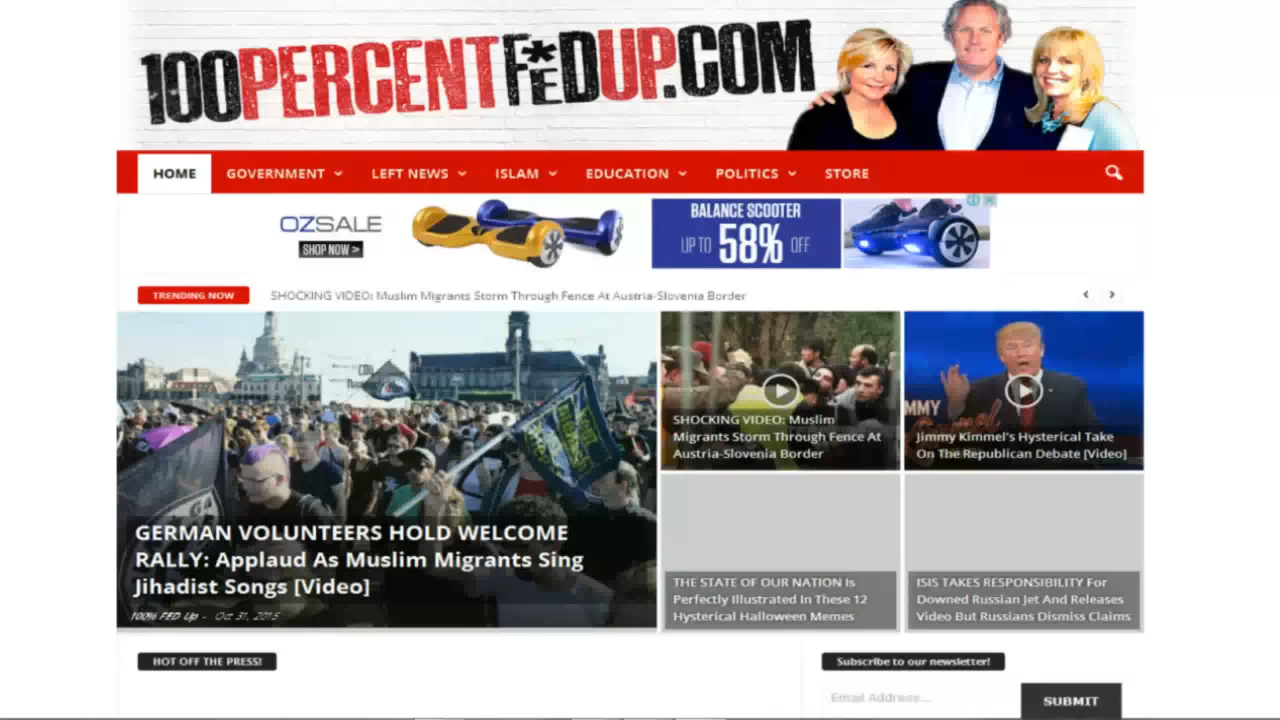 100PERCENTFEDUP.COM
HOME GOVERNMENT LEFT NEWS ISLAM EDUCATION POLITICS STORE
OZSALE
SHOP NOW >
BALANCE SCOOTER
UP TO 58% OFF
TRENDING NOW
SHOCKING VIDEO: Muslim Migrants Storm Through Fence At Austria-Slovenia Border
GERMAN VOLUNTEERS HOLD WELCOME
RALLY: Applaud As Muslim Migrants Sing
Jihadist Songs [Video]
100% FED Up - Oct 31, 2015
SHOCKING VIDEO: Muslim
Migrants Storm Through Fence At
Austria-Slovenia Border
Jimmy Kimmel's Hysterical Take
On The Republican Debate [Video]
THE STATE OF OUR NATION Is
Perfectly Illustrated In These 12
Hysterical Halloween Memes
ISIS TAKES RESPONSIBILITY For
Downed Russian Jet And Releases
Video But Russians Dismiss Claims
HOT OFF THE PRESS!
Subscribe to our newsletter!
Email Address...
SUBMIT